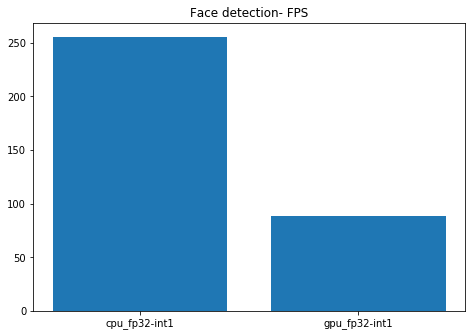 Face detection- FPS
250
200
150
100
50
0
cpu_fp32-int1
gpu_fp32-int1